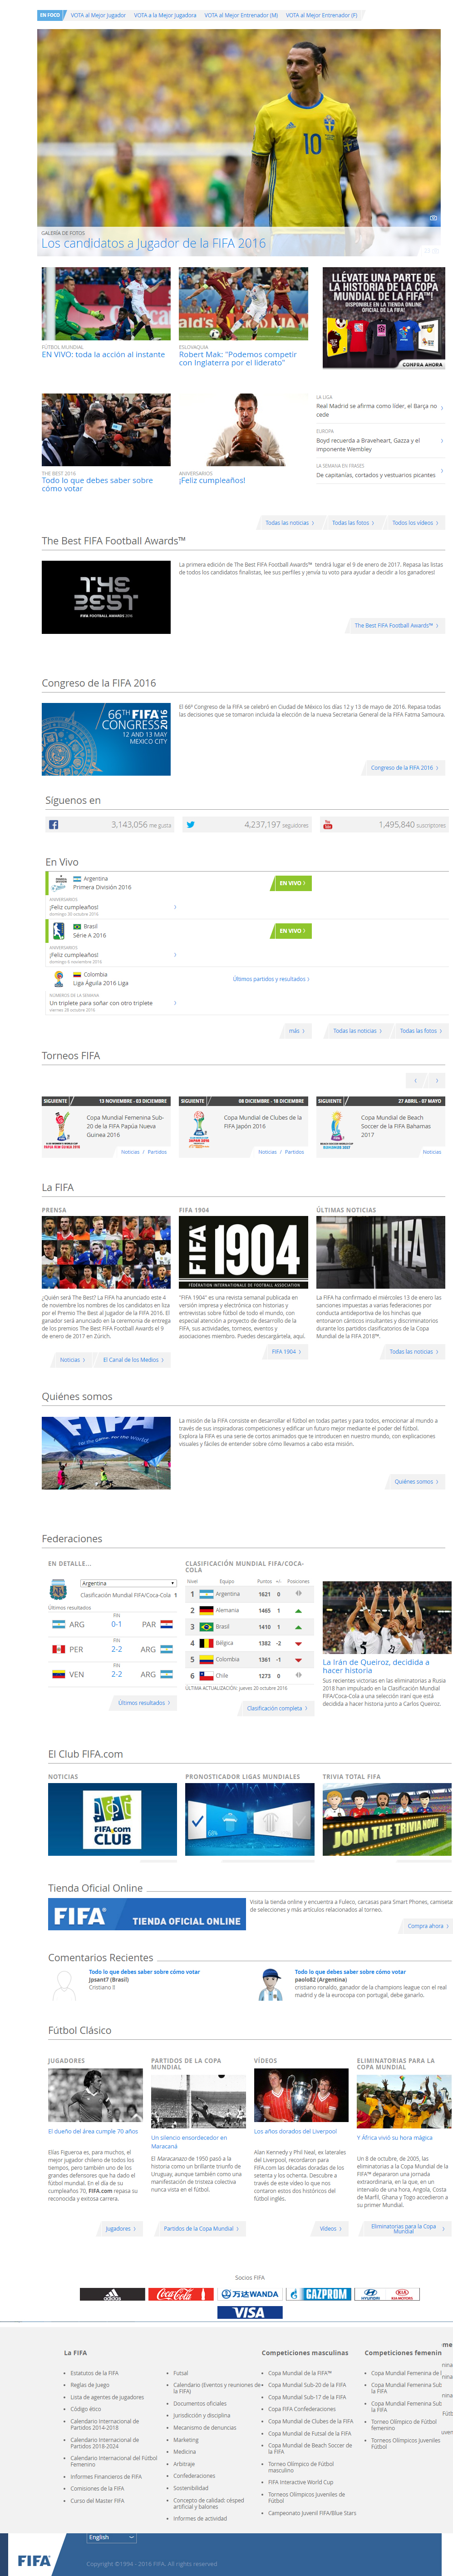 EN FOCO
VOTA al Mejor Jugador
VOTA a la Mejor Jugadora
VOTA al Mejor Entrenador (M)
VOTA al Mejor Entrenador (F)
10
GALERÍA DE FOTOS
Los candidatos a Jugador de la FIFA 2016
FÚTBOL MUNDIAL
EN VIVO: toda la acción al instante
ESLOVAQUIA
Robert Mak: "Podemos competir
con Inglaterra por el liderato"
LLÉVATE UNA PARTE DE
LA HISTORIA DE LA COPA
MUNDIAL DE LA FIFA™!
DISPONIBLE EN LA TIENDA ONLINE
OFICIAL DE LA FIFA!
COMPRA AHORA
THE BEST 2016
Todo lo que debes saber sobre
cómo votar
ANIVERSARIOS
¡Feliz cumpleaños!
LA LIGA
Real Madrid se afirma como líder, el Barça no
cede
EUROPA
Boyd recuerda a Braveheart, Gazza y el
imponente Wembley
LA SEMANA EN FRASES
De capitanías, cortados y vestuarios picantes
Todas las noticias
Todas las fotos
Todos los vídeos
The Best FIFA Football Awards™
THE BEST
FIFA FOOTBALL AWARDS 2016
La primera edición de The Best FIFA Football Awards™ tendrá lugar el 9 de enero de 2017. Repasa las listas
de todos los candidatos finalistas, lee sus perfiles y ¡envía tu voto para ayudar a decidir a los ganadores!
The Best FIFA Football Awards™
Congreso de la FIFA 2016
66TH FIFA
CONGRESS 2016
12 AND 13 MAY
MEXICO CITY
El 66º Congreso de la FIFA se celebró en Ciudad de México los días 12 y 13 de mayo de 2016. Repasa todas
las decisiones que se tomaron incluida la elección de la nueva Secretaria General de la FIFA Fatma Samoura.
Congreso de la FIFA 2016
Síguenos en
3,143,056 me gusta
4,237,197 seguidores
1,495,840 suscriptores
En Vivo
Argentina
Primera División 2016
EN VIVO
ANIVERSARIOS
¡Feliz cumpleaños!
domingo 30 octubre 2016
Brasil
Série A 2016
EN VIVO
ANIVERSARIOS
¡Feliz cumpleaños!
domingo 6 noviembre 2016
Colombia
Liga Águila 2016 Liga
Últimos partidos y resultados
NÚMEROS DE LA SEMANA
Un triplete para soñar con otro triplete
viernes 28 octubre 2016
más
Todas las noticias
Todas las fotos
Torneos FIFA
SIGUIENTE
13 NOVIEMBRE - 03 DICIEMBRE
Copa Mundial Femenina Sub-
20 de la FIFA Papúa Nueva
Guinea 2016
Noticias / Partidos
SIGUIENTE
08 DICIEMBRE - 18 DICIEMBRE
Copa Mundial de Clubes de la
FIFA Japón 2016
Noticias / Partidos
SIGUIENTE
27 ABRIL - 07 MAYO
Copa Mundial de Beach
Soccer de la FIFA Bahamas
2017
Noticias
La FIFA
PRENSA
¿Quién será The Best? La FIFA ha anunciado este 4
de noviembre los nombres de los candidatos en liza
por el Premio The Best al Jugador de la FIFA 2016. El
ganador será anunciado en la ceremonia de entrega
de los premios The Best FIFA Football Awards el 9
de enero de 2017 en Zúrich.
Noticias
El Canal de los Medios
FIFA 1904
FIFA 1904
FÉDÉRATION INTERNATIONALE DE FOOTBALL ASSOCIATION
"FIFA 1904" es una revista semanal publicada en
versión impresa y electrónica con historias y
entrevistas sobre fútbol de todo el mundo, con
especial atención a proyecto de desarrollo de la
FIFA, sus actividades, torneos, eventos y
asociaciones miembro. Puedes descargártela, aquí.
FIFA 1904
ÚLTIMAS NOTICIAS
La FIFA ha confirmado el miércoles 13 de enero las
sanciones impuestas a varias federaciones por
conducta antideportiva de los hinchas que
entonaron cánticos insultantes y discriminatorios
durante los partidos clasificatorios de la Copa
Mundial de la FIFA 2018™.
Todas las noticias
Quiénes somos
La misión de la FIFA consiste en desarrollar el fútbol en todas partes y para todos, emocionar al mundo a
través de sus inspiradoras competiciones y edificar un futuro mejor mediante el poder del fútbol.
Explora la FIFA es una serie de cortos animados que te introducen en nuestro mundo, con explicaciones
visuales y fáciles de entender sobre cómo llevamos a cabo esta misión.
Quiénes somos
Federaciones
EN DETALLE...
Argentina
Clasificación Mundial FIFA/Coca-Cola 1
Últimos resultados
FIN
ARG 0-1 PAR
FIN
PER 2-2 ARG
FIN
VEN 2-2 ARG
Últimos resultados
CLASIFICACIÓN MUNDIAL FIFA/COCA-
COLA
Nivel Equipo Puntos +/- Posiciones
1 Argentina 1621 0
2 Alemania 1465 1
3 Brasil 1410 1
4 Bélgica 1382 -2
5 Colombia 1361 -1
6 Chile 1273 0
ÚLTIMA ACTUALIZACIÓN: jueves 20 octubre 2016
Clasificación completa
La Irán de Queiroz, decidida a
hacer historia
Sus recientes victorias en las eliminatorias a Rusia
2018 han impulsado en la Clasificación Mundial
FIFA/Coca-Cola a una selección iraní que está
decidida a hacer historia junto a Carlos Queiroz.
El Club FIFA.com
NOTICIAS
FIFA.com
CLUB
PRONOSTICADOR LIGAS MUNDIALES
TRIVIA TOTAL FIFA
JOIN THE TRIVIA NOW!
Tienda Oficial Online
FIFA TIENDA OFICIAL ONLINE
Visita la tienda online y encuentra a Fuleco, carcasas para Smart Phones, camisetas
de selecciones y más artículos relacionados al torneo.
Compra ahora
Comentarios Recientes
Todo lo que debes saber sobre cómo votar
Jpsant7 (Brasil)
Cristiano ll
Todo lo que debes saber sobre cómo votar
paolo82 (Argentina)
cristiano ronaldo, ganador de la champions league con el real
madrid y de la eurocopa con portugal, debe ganarlo.
Fútbol Clásico
JUGADORES
El dueño del área cumple 70 años
Elías Figueroa es, para muchos, el
mejor jugador chileno de todos los
tiempos, pero también uno de los
grandes defensores que ha dado el
fútbol mundial. En el día de su
cumpleaños 70, FIFA.com repasa su
reconocida y exitosa carrera.
Jugadores
PARTIDOS DE LA COPA
MUNDIAL
Un silencio ensordecedor en
Maracaná
El Maracanazo de 1950 pasó a la
historia como un brillante triunfo de
Uruguay, aunque también como una
manifestación de tristeza colectiva
nunca vista en el fútbol.
Partidos de la Copa Mundial
VÍDEOS
Los años dorados del Liverpool
Alan Kennedy y Phil Neal, ex laterales
del Liverpool, recordaron para
FIFA.com las décadas doradas de los
setenta y los ochenta. Descubre a
través de este vídeo lo que nos
contaron estos dos históricos del
fútbol inglés.
Vídeos
ELIMINATORIAS PARA LA
COPA MUNDIAL
Y África vivió su hora mágica
Un 8 de octubre, de 2005, las
eliminatorias a la Copa Mundial de la
FIFA™ depararon una jornada
extraordinaria, en la que, en un
intervalo de una hora, Angola, Costa
de Marfil, Ghana y Togo accedieron a
su primer Mundial.
Eliminatorias para la Copa
Mundial
Socios FIFA
adidas
Coca-Cola
万达WANDA
GAZPROM
HYUNDAI
KIA MOTORS
VISA
La FIFA
Estatutos de la FIFA
Reglas de Juego
Lista de agentes de jugadores
Código ético
Calendario Internacional de
Partidos 2014-2018
Calendario Internacional de
Partidos 2018-2024
Calendario Internacional del Fútbol
Femenino
Informes Financieros de FIFA
Comisiones de la FIFA
Curso del Master FIFA
Futsal
Calendario (Eventos y reuniones de
la FIFA)
Documentos oficiales
Jurisdicción y disciplina
Mecanismo de denuncias
Marketing
Medicina
Arbitraje
Confederaciones
Sostenibilidad
Concepto de calidad: césped
artificial y balones
Informes de actividad
Competiciones masculinas
Copa Mundial de la FIFA™
Copa Mundial Sub-20 de la FIFA
Copa Mundial Sub-17 de la FIFA
Copa FIFA Confederaciones
Copa Mundial de Clubes de la FIFA
Copa Mundial de Futsal de la FIFA
Copa Mundial de Beach Soccer de
la FIFA
Torneo Olímpico de Fútbol
masculino
FIFA Interactive World Cup
Torneos Olímpicos Juveniles de
Fútbol
Campeonato Juvenil FIFA/Blue Stars
Competiciones femenin
Copa Mundial Femenina de l
Copa Mundial Femenina Sub
la FIFA
Copa Mundial Femenina Sub
la FIFA
Torneo Olímpico de Fútbol
femenino
Torneos Olímpicos Juveniles
Fútbol
English
FIFA
Copyright ©1994 - 2016 FIFA. All rights reserved